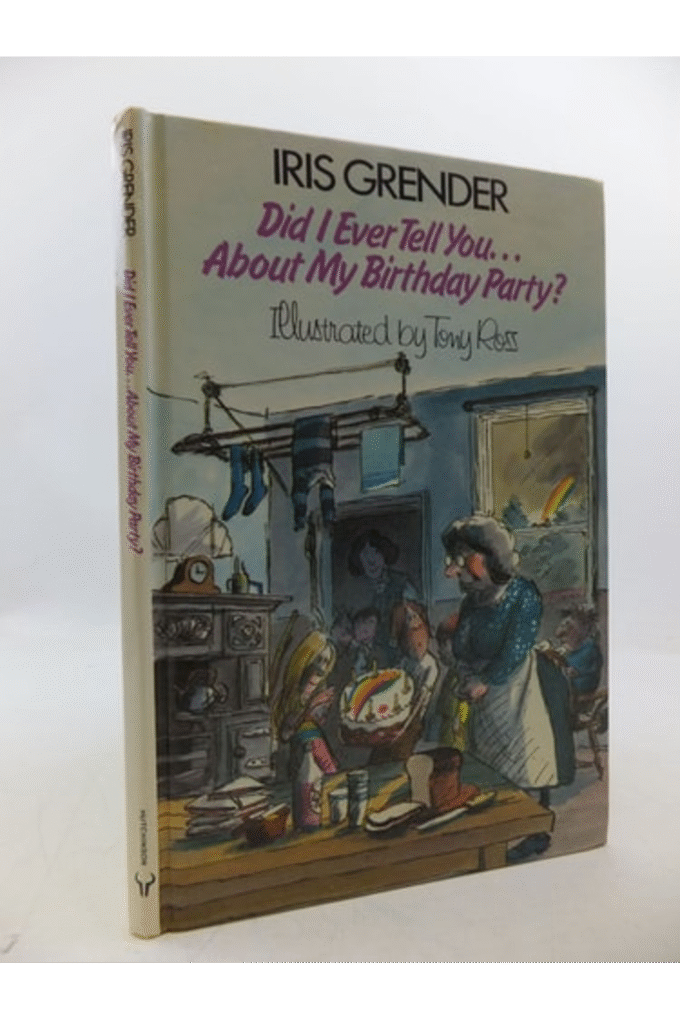 IRIS GRENDER
Did I Ever Tell You...
About My Birthday Party?
Illustrated by Tony Ross
IRIS GRENDER Did I Ever Tell You...About My Birthday Party? HUTCHINSON